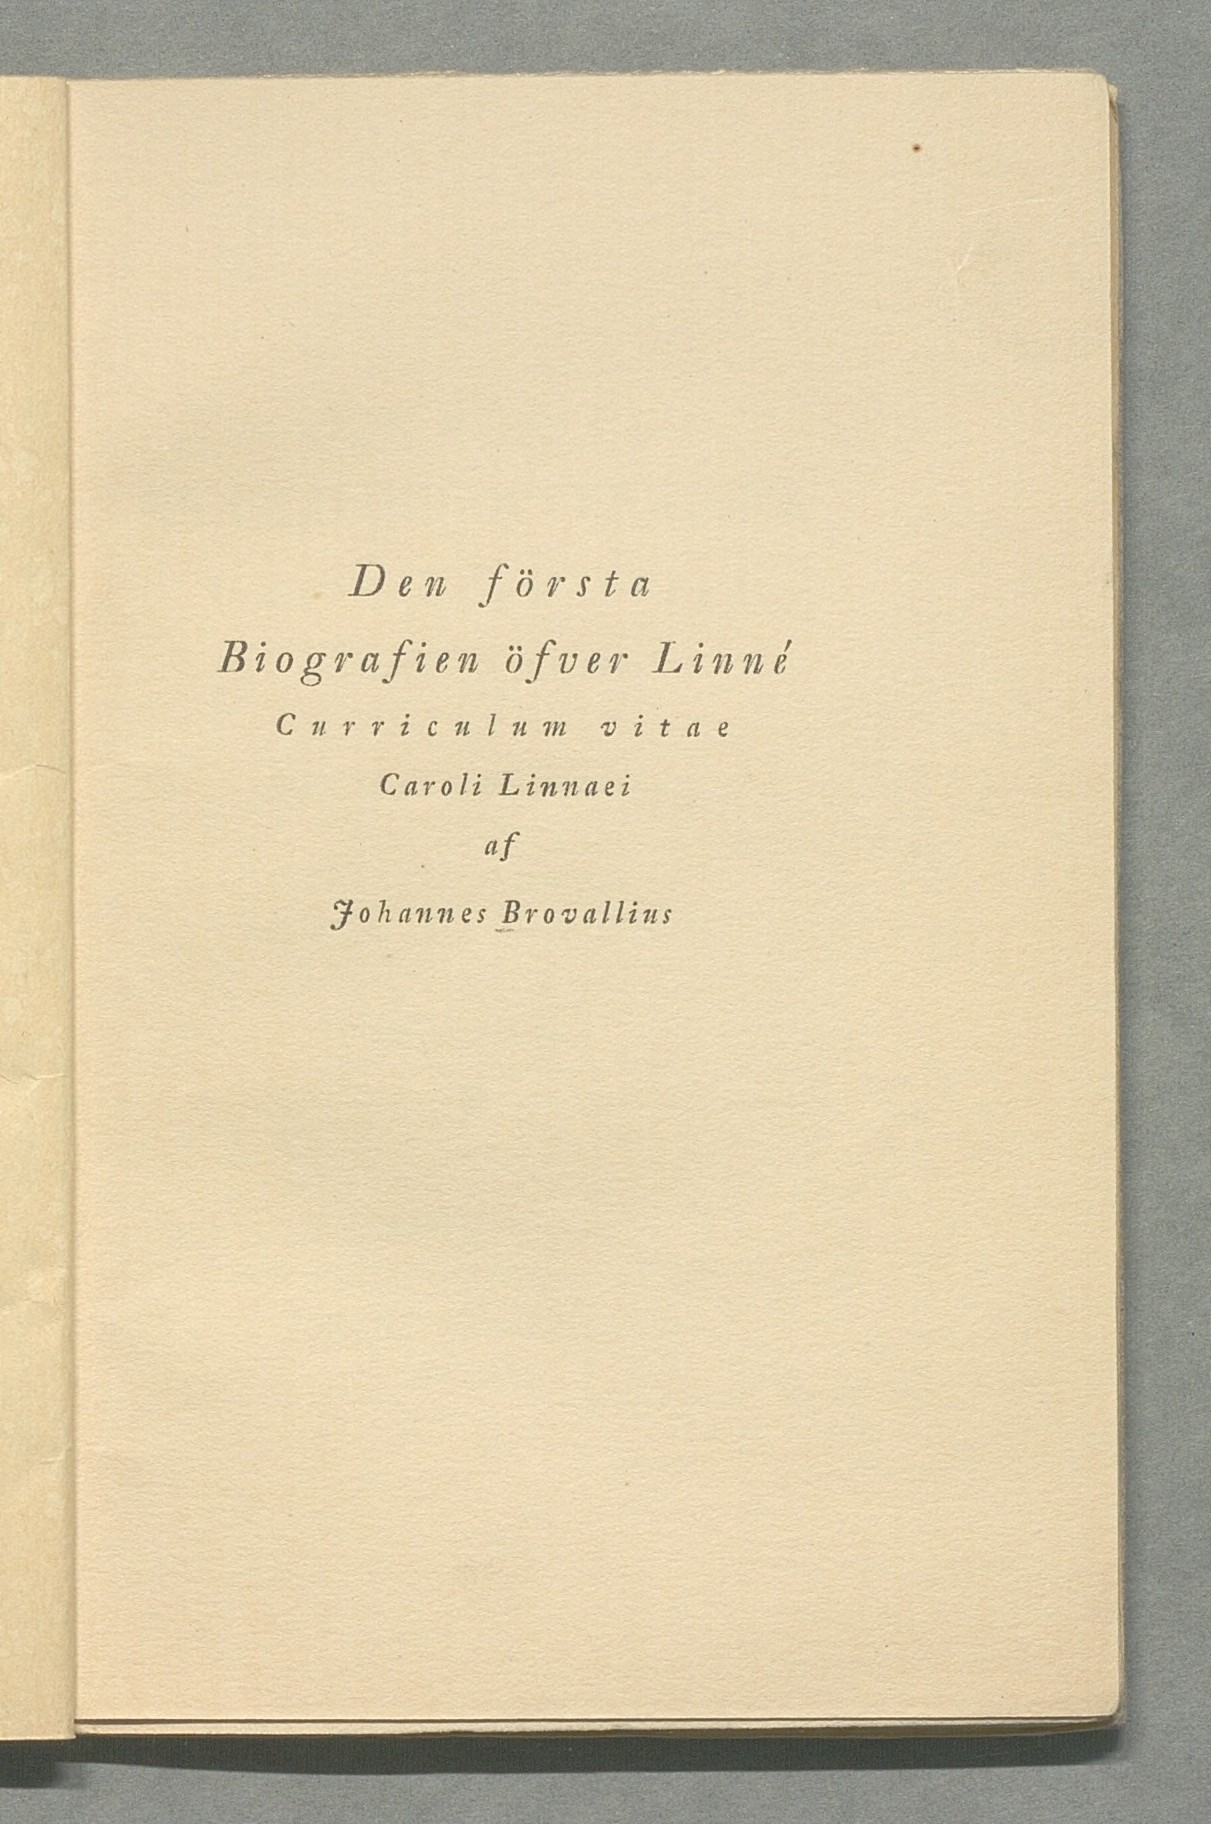 Den första
Biografien öfver Linné
Curriculum vitae
Caroli Linnaei
af
Johannes Brovallius